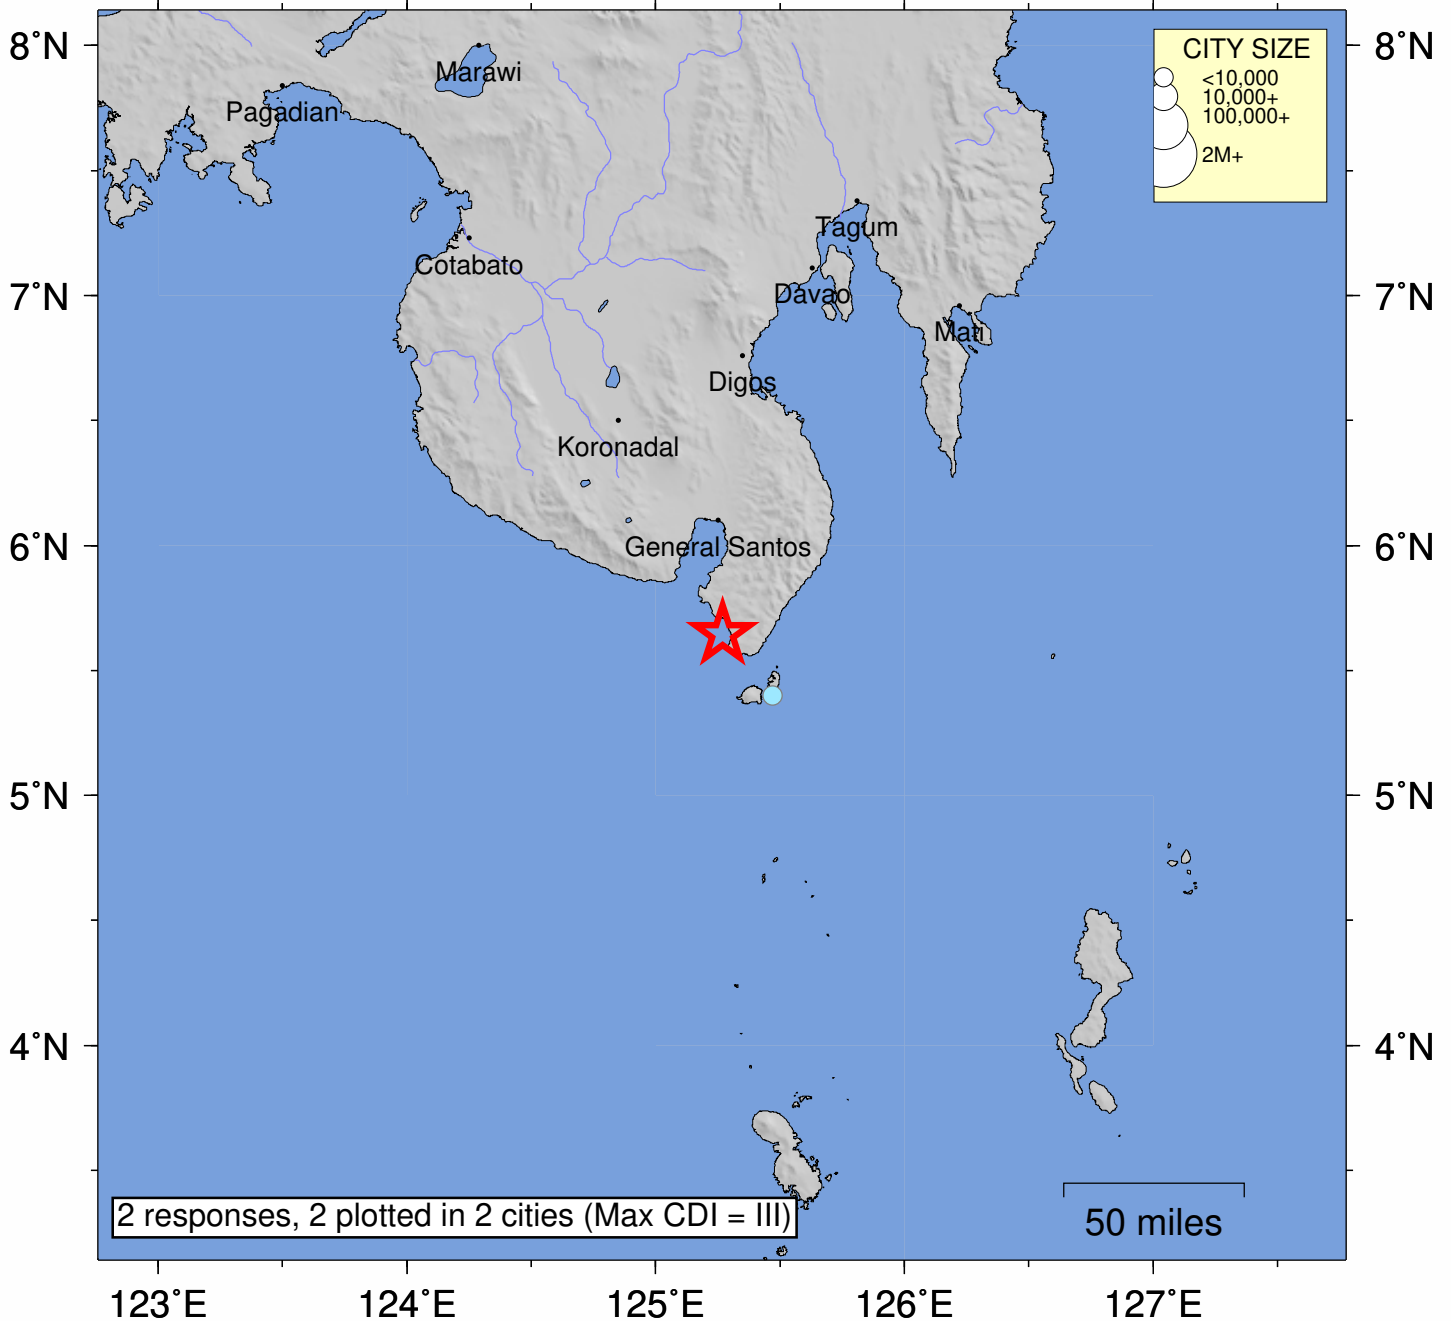 8˚N
8˚N
CITY SIZE
<10,000
10,000+
100,000+
2M+
Marawi
Pagadian
Tagum
Cotabato
7˚N
Davao
7˚N
Mati
Digos
Koronadal
6˚N
General Santos
6˚N
5˚N
5˚N
4˚N
4˚N
2 responses, 2 plotted in 2 cities (Max CDI = III)
50 miles
123˚E
124˚E
125˚E
126˚E
127˚E